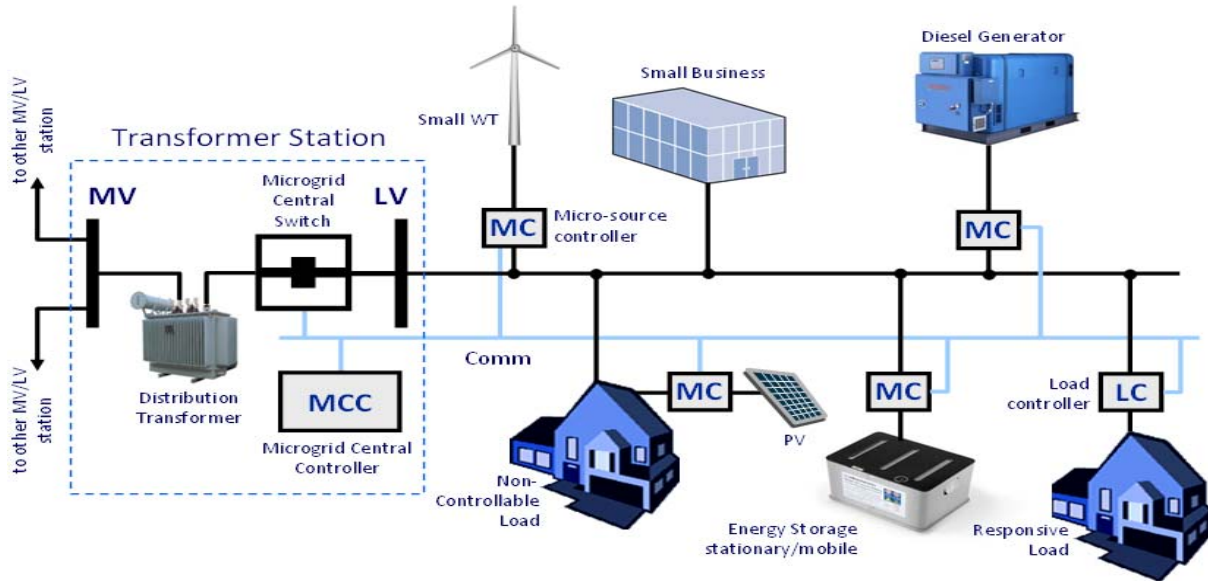 to other MV/LV
station
to other MV/LV
station
Transformer Station
MV
Microgrid
Central
Switch
LV
Distribution
Transformer
MCC
Microgrid Central
Controller
Small WT
MC
Micro-source
controller
Small Business
Diesel Generator
MC
Comm
Non-
Controllable
Load
MC
PV
MC
Energy Storage
stationary/mobile
Load
controller
LC
Responsive
Load